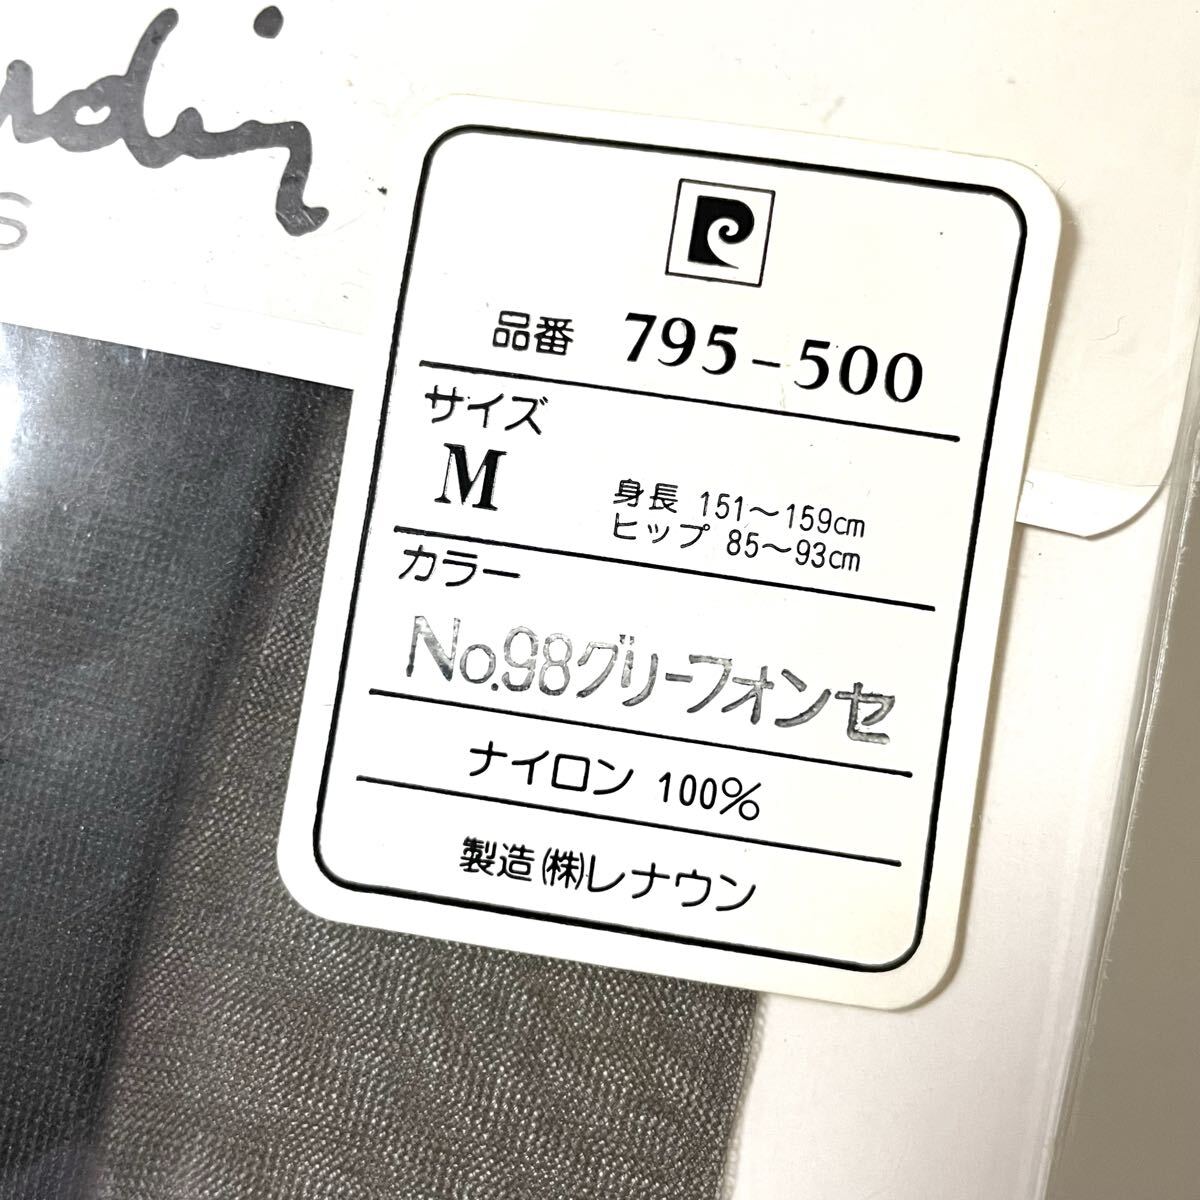 rdin
S
P
品番 795-500
サイズ
M
身長 151～159cm
ヒップ 85～93cm
カラー
No.98グリーフォンセ
ナイロン 100%
製造(株)レナウン